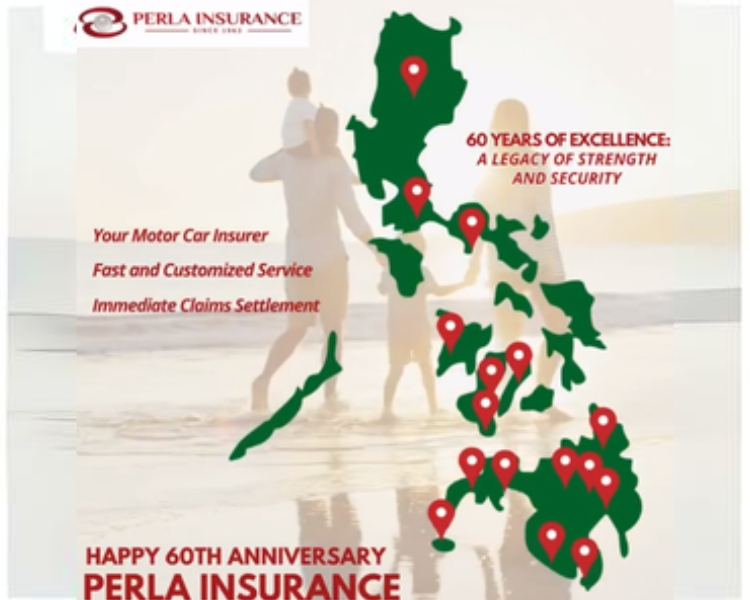 PERLA INSURANCE
SINCE 1963
60 YEARS OF EXCELLENCE:
A LEGACY OF STRENGTH
AND SECURITY
Your Motor Car Insurer
Fast and Customized Service
Immediate Claims Settlement
HAPPY 60TH ANNIVERSARY
PERLA INSURANCE